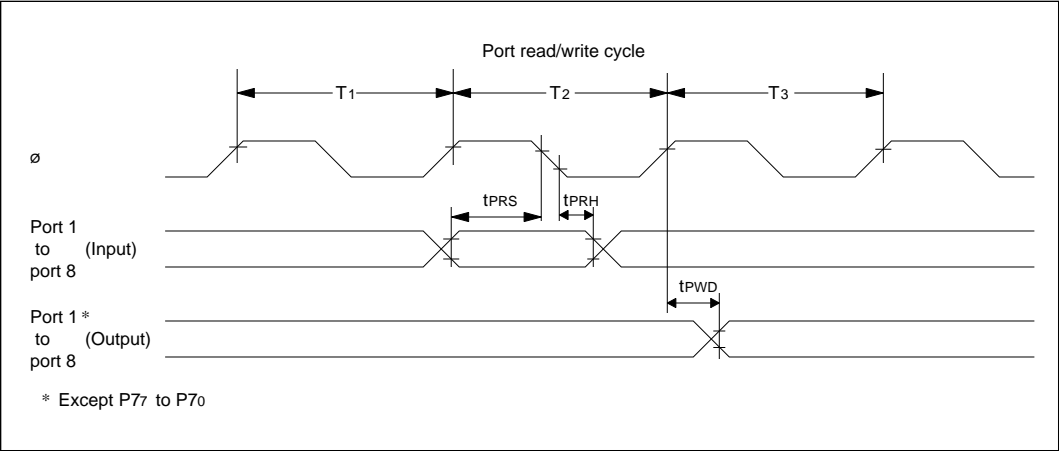 Port read/write cycle
T1 T2 T3
ø
tPRS tPRH
Port 1
to (Input)
port 8
tPWD
Port 1 *
to (Output)
port 8
* Except P77 to P70